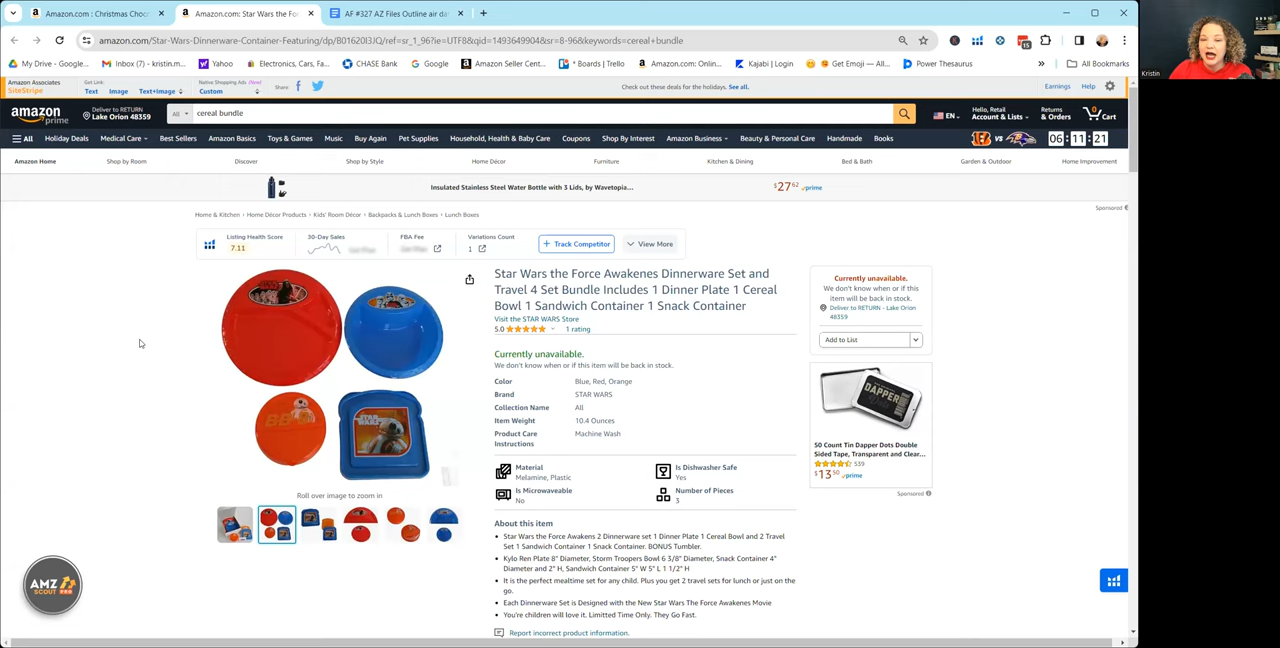 Amazon.com : Christmas Choc
Amazon.com: Star Wars the Fo
AF #327 AZ Files Outline air da
amazon.com/Star-Wars-Dinnerware-Container-Featuring/dp/B01620I3JQ/ref=sr_1_96?ie=UTF8&qid=1493649904&sr=8-96&keywords=cereal+bundle
15
My Drive - Google...
Inbox (7) - kristin.m...
Yahoo
Electronics, Cars, Fa...
CHASE Bank
Google
Amazon Seller Cent...
* Boards | Trello
Amazon.com: Onlin...
Kajabi | Login
Get Emoji — All...
Power Thesaurus
»
All Bookmarks
Kristin
Amazon Associates
SiteStripe
Get Link
Text Image Text+Image
Native Shopping Ads (New)
Custom
Share:
Check out these deals for the holidays. See all.
Earnings Help
amazon prime
Deliver to RETURN
Lake Orion 48359
All
cereal bundle
EN
Hello, Retail
Account & Lists
Returns
& Orders
0
Cart
All Holiday Deals Medical Care Best Sellers Amazon Basics Toys & Games Music Buy Again Pet Supplies Household, Health & Baby Care Coupons Shop By Interest Amazon Business Beauty & Personal Care Handmade Books
VS
06 : 11 : 21
Amazon Home Shop by Room Discover Shop by Style Home Décor Furniture Kitchen & Dining Bed & Bath Garden & Outdoor Home Improvement
Insulated Stainless Steel Water Bottle with 3 Lids, by Wavetopia...
$27.62 prime
Sponsored
Home & Kitchen › Home Décor Products › Kids' Room Décor › Backpacks & Lunch Boxes › Lunch Boxes
Listing Health Score
7.11
30-Day Sales
FBA Fee
Variations Count
1
+ Track Competitor
View More
Star Wars the Force Awakenes Dinnerware Set and
Travel 4 Set Bundle Includes 1 Dinner Plate 1 Cereal
Bowl 1 Sandwich Container 1 Snack Container
Visit the STAR WARS Store
5.0
1 rating
Currently unavailable.
We don't know when or if this item will be back in stock.
Color Blue, Red, Orange
Brand STAR WARS
Collection Name All
Item Weight 10.4 Ounces
Product Care
Instructions
Machine Wash
Material
Melamine, Plastic
Is Dishwasher Safe
Yes
Is Microwaveable
No
Number of Pieces
3
About this item
• Star Wars the Force Awakens 2 Dinnerware set 1 Dinner Plate 1 Cereal Bowl and 2 Travel
Set 1 Sandwich Container 1 Snack Container. BONUS Tumbler.
• Kylo Ren Plate 8" Diameter, Storm Troopers Bowl 6 3/8" Diameter, Snack Container 4"
Diameter and 2" H, Sandwich Container 5" W 5" L 1 1/2" H
• It is the perfect mealtime set for any child. Plus you get 2 travel sets for lunch or just on the
go.
• Each Dinnerware Set is Designed with the New Star Wars The Force Awakenes Movie
• You're children will love it. Limitted Time Only. They Go Fast.
Report incorrect product information.
Currently unavailable.
We don't know when or if this
item will be back in stock.
Deliver to RETURN - Lake Orion
48359
Add to List
DAPPER
50 Count Tin Dapper Dots Double
Sided Tape, Transparent and Clear...
539
$13.50 prime
Sponsored
BB-8
STAR WARS
Roll over image to zoom in
AMZ
SCOUT PRO